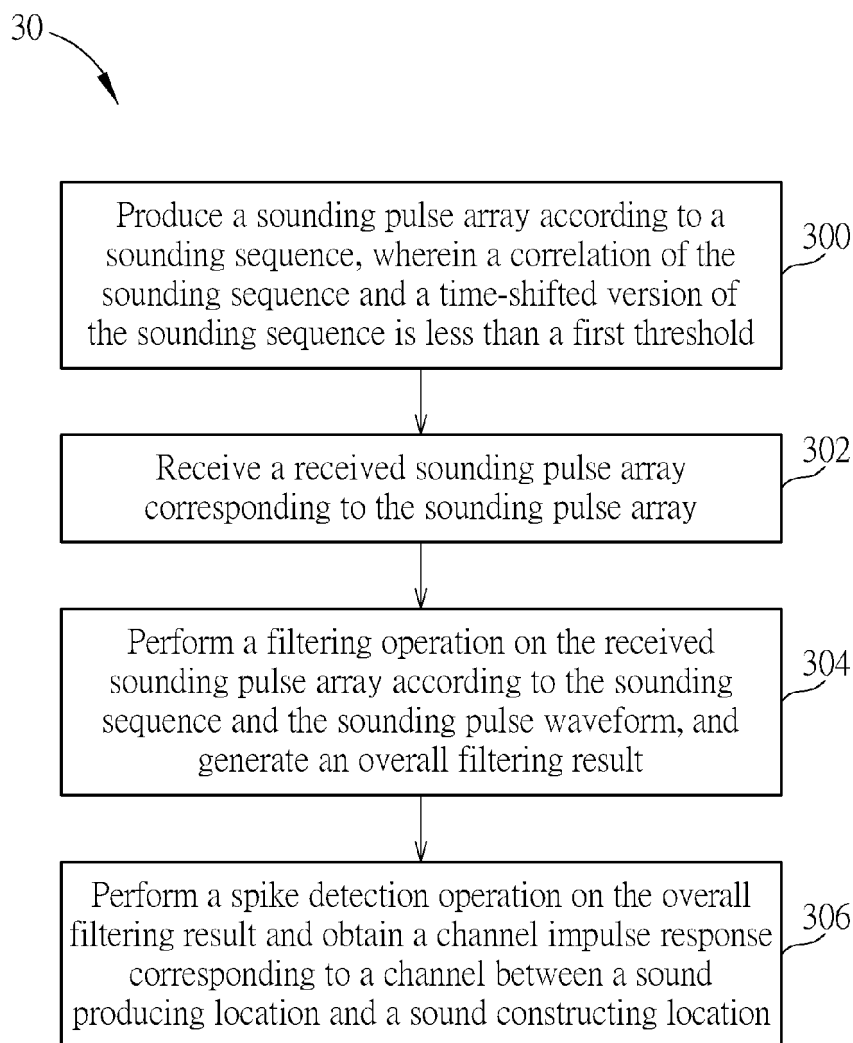 30
Produce a sounding pulse array according to a
sounding sequence, wherein a correlation of the
sounding sequence and a time-shifted version of
the sounding sequence is less than a first threshold
300
Receive a received sounding pulse array
corresponding to the sounding pulse array
302
Perform a filtering operation on the received
sounding pulse array according to the sounding
sequence and the sounding pulse waveform, and
generate an overall filtering result
304
Perform a spike detection operation on the overall
filtering result and obtain a channel impulse response
corresponding to a channel between a sound
producing location and a sound constructing location
306